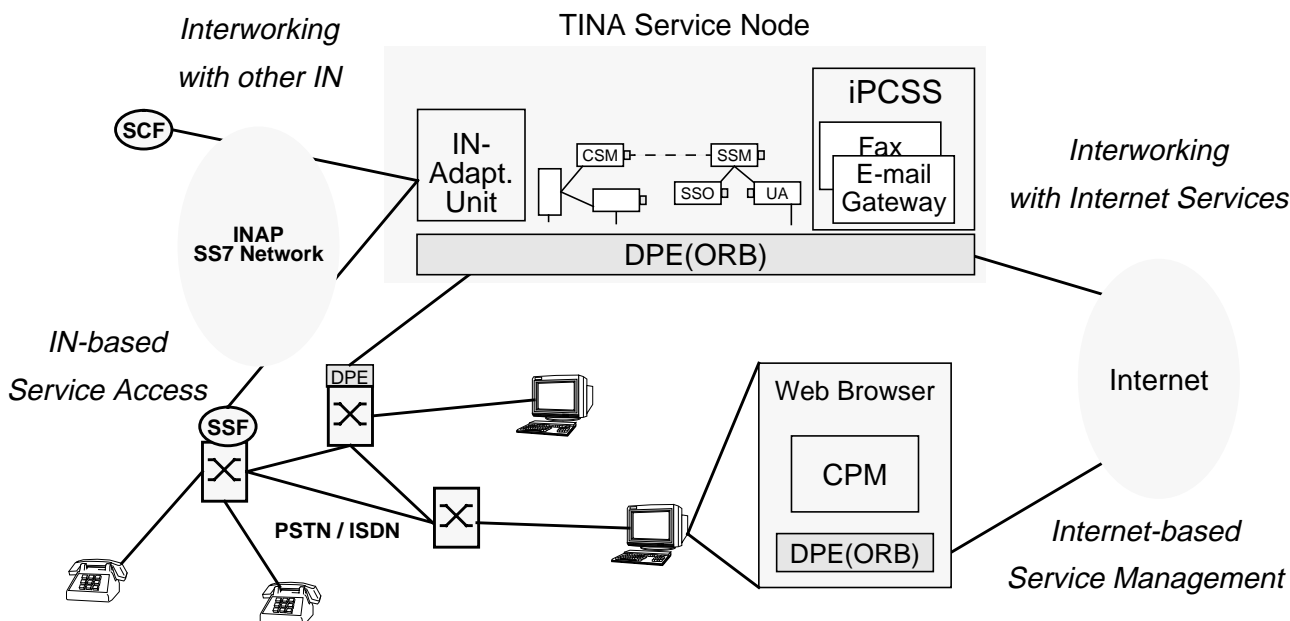 Interworking
with other IN
TINA Service Node
SCF
IN-
Adapt.
Unit
CSM
SSM
SSO
UA
iPCSS
Fax
E-mail
Gateway
Interworking
with Internet Services
INAP
SS7 Network
DPE(ORB)
IN-based
Service Access
DPE
SSF
PSTN / ISDN
Web Browser
CPM
DPE(ORB)
Internet
Internet-based
Service Management